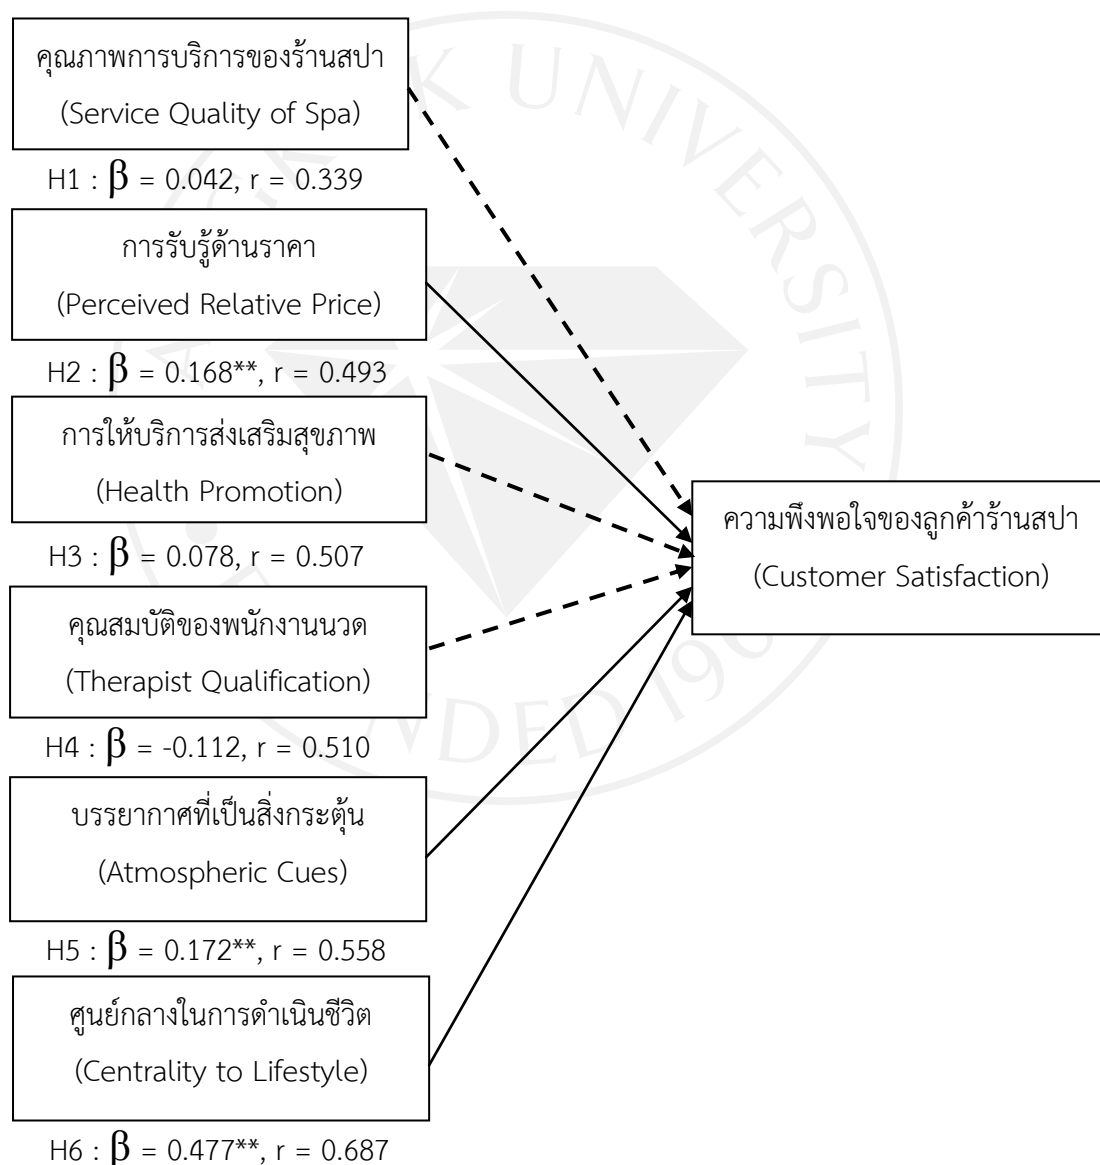 คุณภาพการบริการของร้านสปา
(Service Quality of Spa)
H1 : β = 0.042, r = 0.339
การรับรู้ด้านราคา
(Perceived Relative Price)
H2 : β = 0.168**, r = 0.493
การให้บริการส่งเสริมสุขภาพ
(Health Promotion)
H3 : β = 0.078, r = 0.507
คุณสมบัติของพนักงานนวด
(Therapist Qualification)
H4 : β = -0.112, r = 0.510
บรรยากาศที่เป็นสิ่งกระตุ้น
(Atmospheric Cues)
H5 : β = 0.172**, r = 0.558
ศูนย์กลางในการดำเนินชีวิต
(Centrality to Lifestyle)
H6 : β = 0.477**, r = 0.687
ความพึงพอใจของลูกค้าร้านสปา
(Customer Satisfaction)
UNIVERSITY